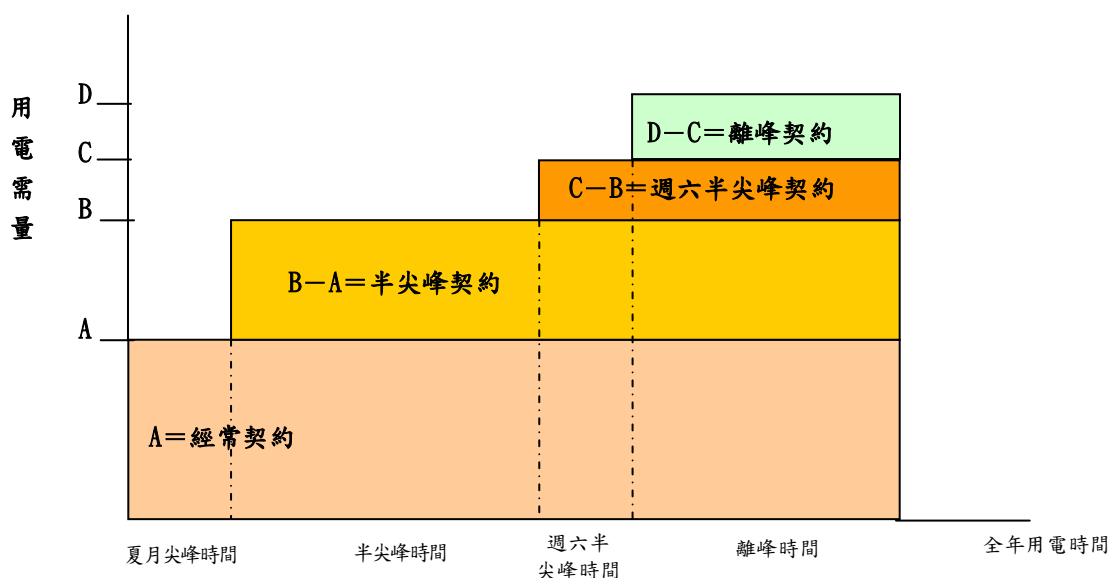 用電需量
D
C
B
A
D－C＝離峰契約
C－B＝週六半尖峰契約
B－A＝半尖峰契約
A＝經常契約
夏月尖峰時間
半尖峰時間
週六半
尖峰時間
離峰時間
全年用電時間